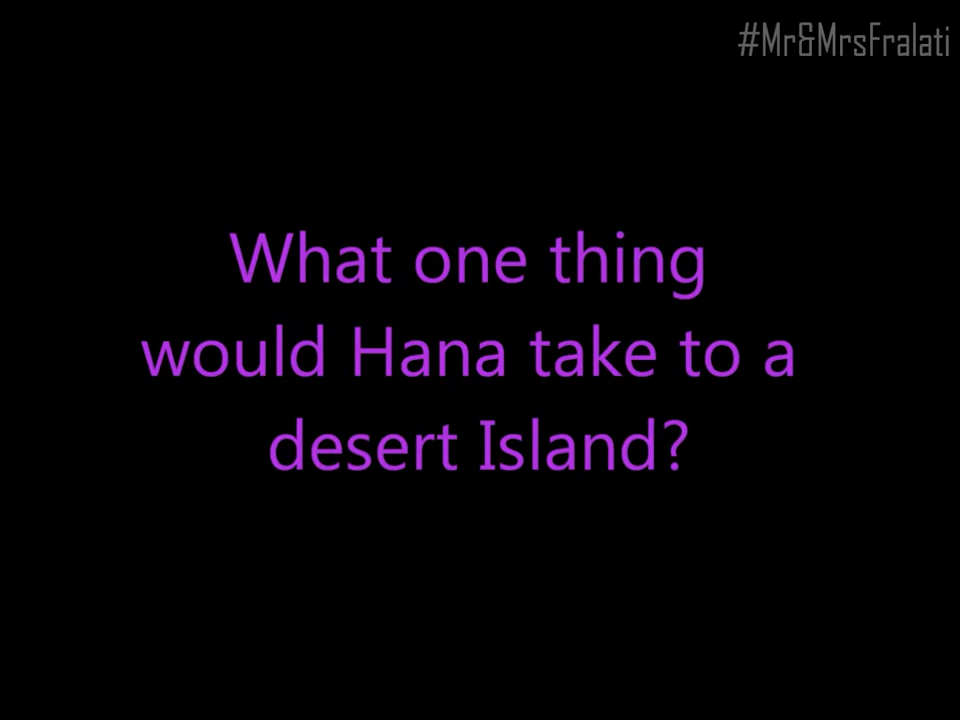 #Mr&MrsFralati
What one thing
would Hana take to a
desert Island?